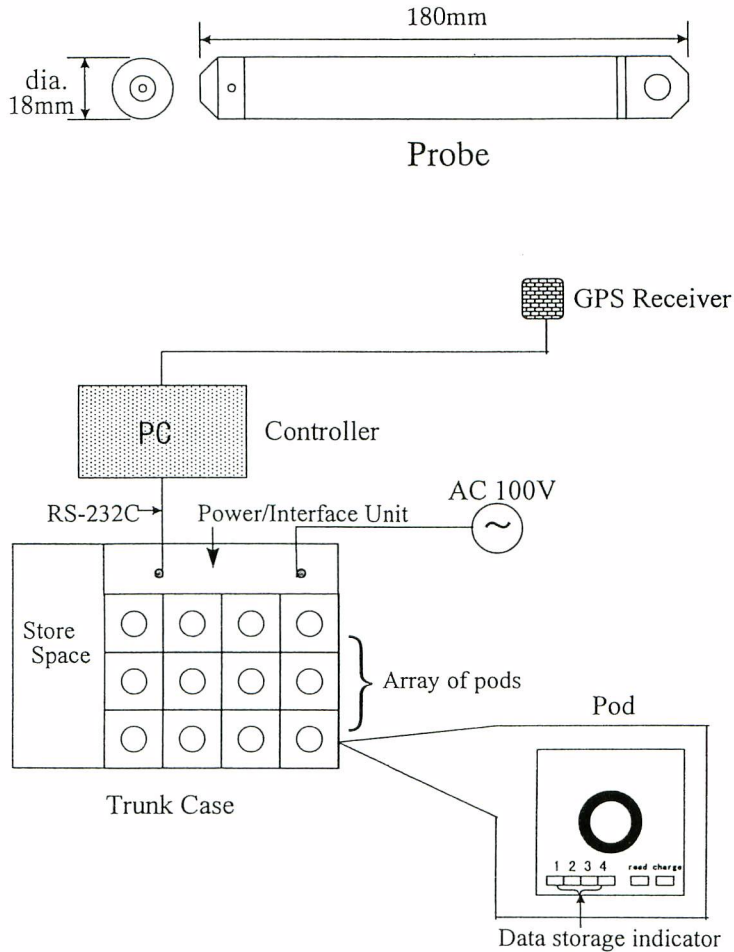 180mm
dia.
18mm
Probe
GPS Receiver
PC
Controller
AC 100V
RS-232C
Power/Interface Unit
Store
Space
Array of pods
Pod
Trunk Case
1 2 3 4
read charge
Data storage indicator